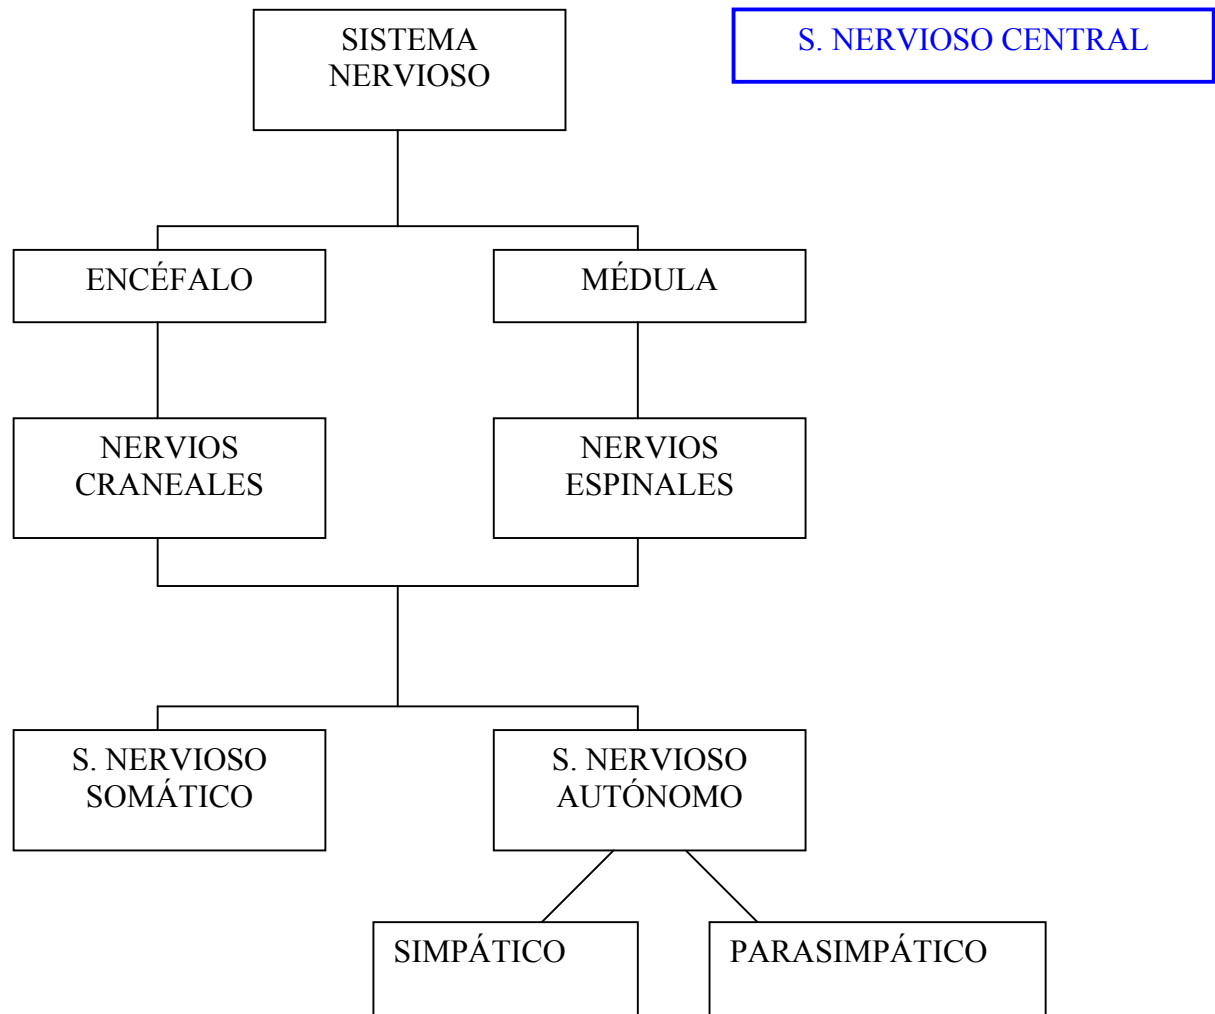 SISTEMA
NERVIOSO
S. NERVIOSO CENTRAL
ENCÉFALO
MÉDULA
NERVIOS
CRANEALES
NERVIOS
ESPINALES
S. NERVIOSO
SOMÁTICO
S. NERVIOSO
AUTÓNOMO
SIMPÁTICO
PARASIMPÁTICO